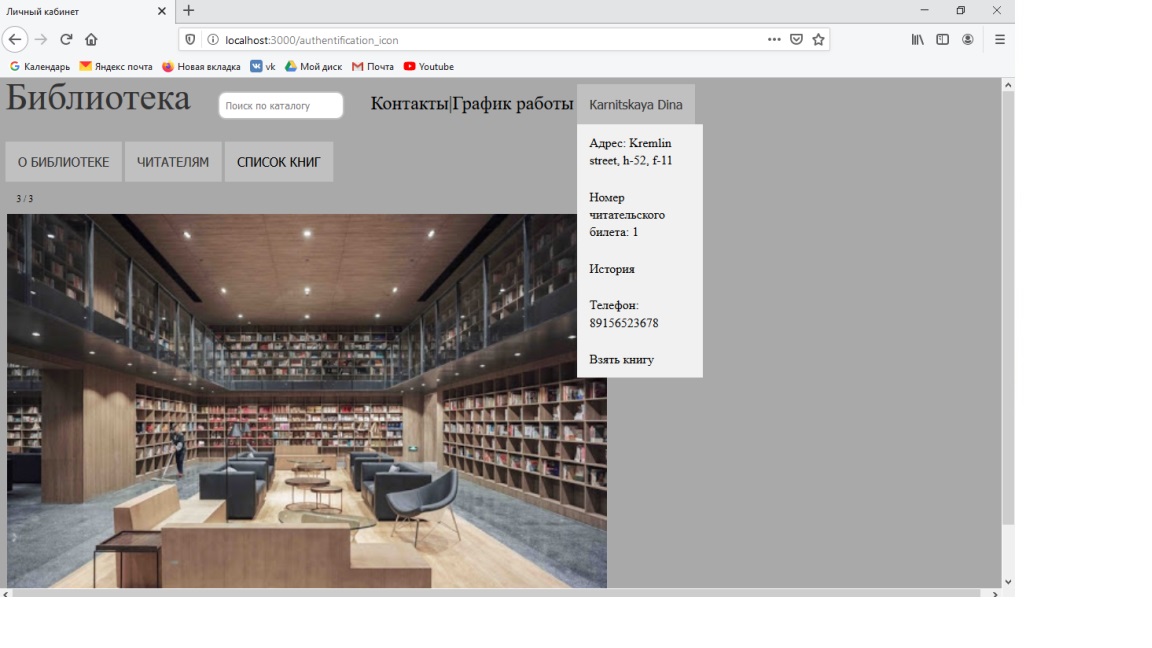 Личный кабинет
localhost:3000/authentification_icon
Календарь Яндекс почта Новая вкладка vk Мой диск Почта Youtube
Библиотека
Поиск по каталогу
Контакты|График работы
Karnitskaya Dina
Адрес: Kremlin
street, h-52, f-11
Номер
читательского
билета: 1
История
Телефон:
89156523678
Взять книгу
О БИБЛИОТЕКЕ ЧИТАТЕЛЯМ СПИСОК КНИГ
3 / 3